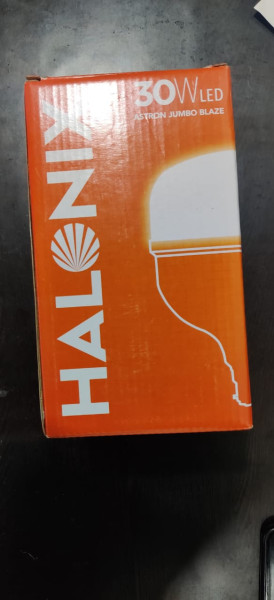 30W LED
ASTRON JUMBO BLAZE
HALONIX